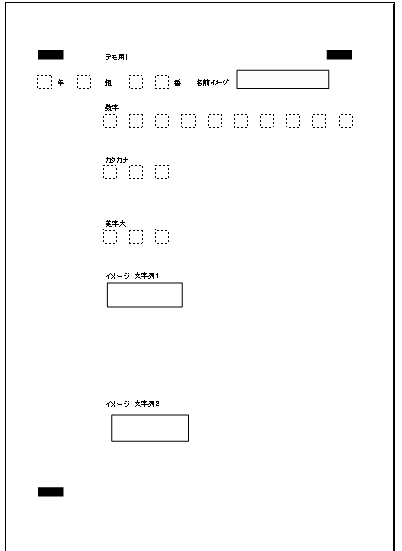 デモ用1
年 組 番 名前イメージ
数字
カタカナ
英字大
イメージ 文字列1
イメージ 文字列2